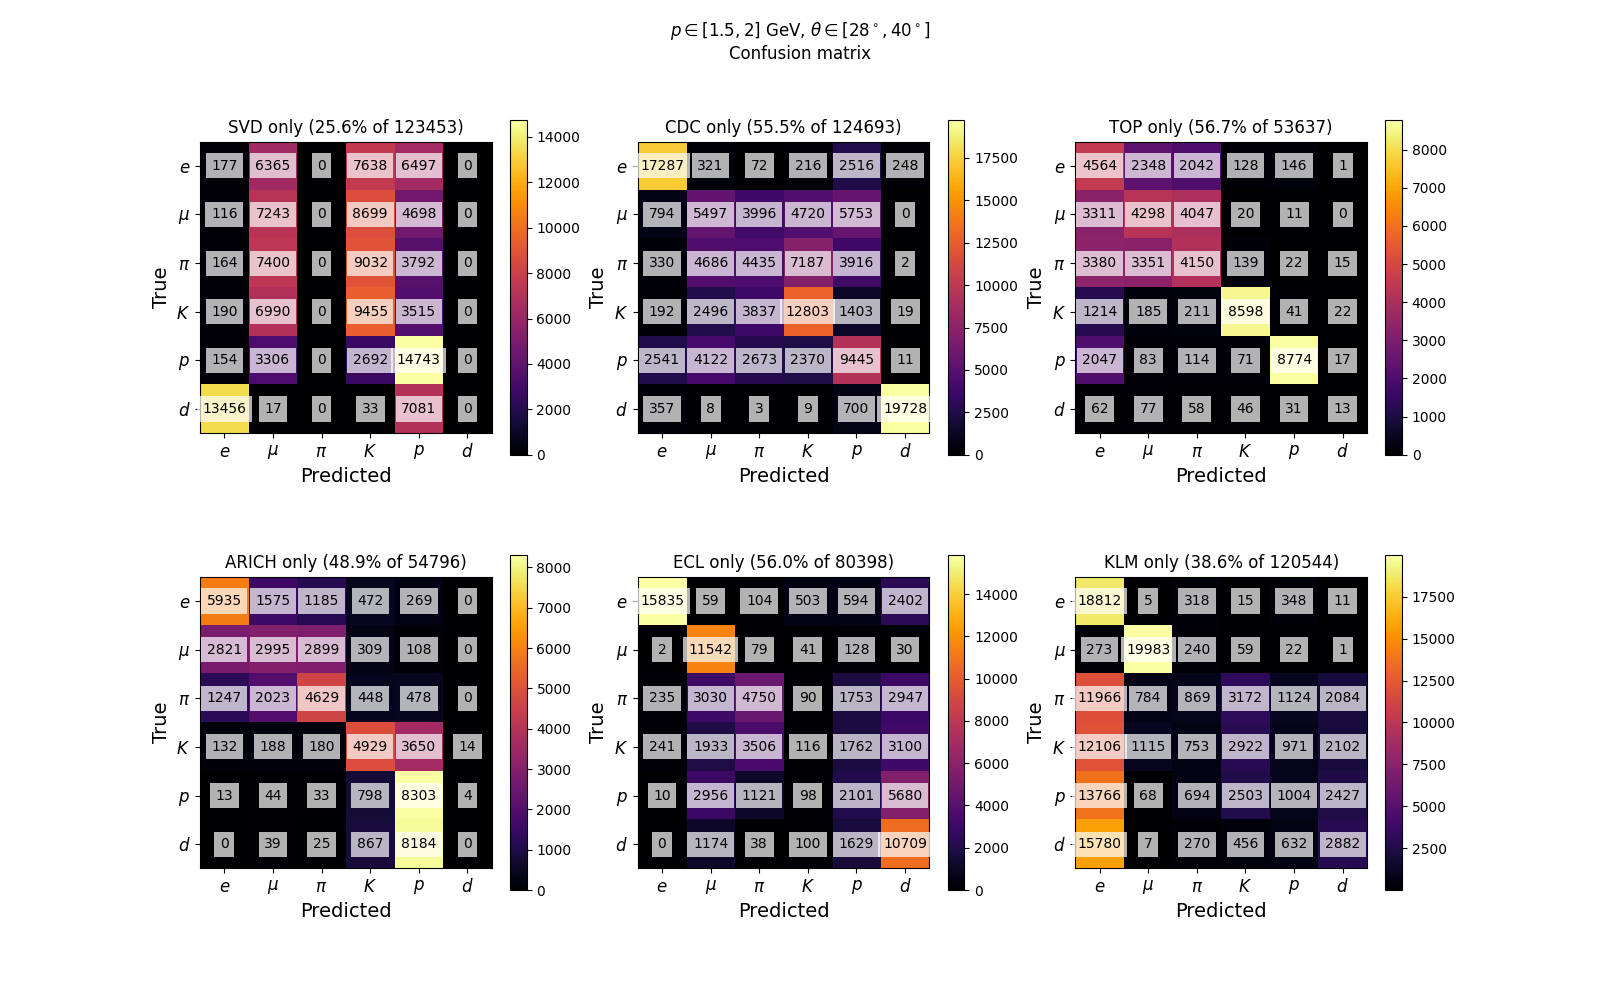 p ∈ [1.5, 2] GeV, θ ∈ [28°, 40°]
Confusion matrix
SVD only (25.6% of 123453)
True
e 177 6365 0 7638 6497 0
μ 116 7243 0 8699 4698 0
π 164 7400 0 9032 3792 0
K 190 6990 0 9455 3515 0
p 154 3306 0 2692 14743 0
d 13456 17 0 33 7081 0
e μ π K p d
Predicted
14000
12000
10000
8000
6000
4000
2000
0
CDC only (55.5% of 124693)
True
e 17287 321 72 216 2516 248
μ 794 5497 3996 4720 5753 0
π 330 4686 4435 7187 3916 2
K 192 2496 3837 12803 1403 19
p 2541 4122 2673 2370 9445 11
d 357 8 3 9 700 19728
e μ π K p d
Predicted
17500
15000
12500
10000
7500
5000
2500
0
TOP only (56.7% of 53637)
True
e 4564 2348 2042 128 146 1
μ 3311 4298 4047 20 11 0
π 3380 3351 4150 139 22 15
K 1214 185 211 8598 41 22
p 2047 83 114 71 8774 17
d 62 77 58 46 31 13
e μ π K p d
Predicted
8000
7000
6000
5000
4000
3000
2000
1000
0
ARICH only (48.9% of 54796)
True
e 5935 1575 1185 472 269 0
μ 2821 2995 2899 309 108 0
π 1247 2023 4629 448 478 0
K 132 188 180 4929 3650 14
p 13 44 33 798 8303 4
d 0 39 25 867 8184 0
e μ π K p d
Predicted
8000
7000
6000
5000
4000
3000
2000
1000
0
ECL only (56.0% of 80398)
True
e 15835 59 104 503 594 2402
μ 2 11542 79 41 128 30
π 235 3030 4750 90 1753 2947
K 241 1933 3506 116 1762 3100
p 10 2956 1121 98 2101 5680
d 0 1174 38 100 1629 10709
e μ π K p d
Predicted
14000
12000
10000
8000
6000
4000
2000
0
KLM only (38.6% of 120544)
True
e 18812 5 318 15 348 11
μ 273 19983 240 59 22 1
π 11966 784 869 3172 1124 2084
K 12106 1115 753 2922 971 2102
p 13766 68 694 2503 1004 2427
d 15780 7 270 456 632 2882
e μ π K p d
Predicted
17500
15000
12500
10000
7500
5000
2500